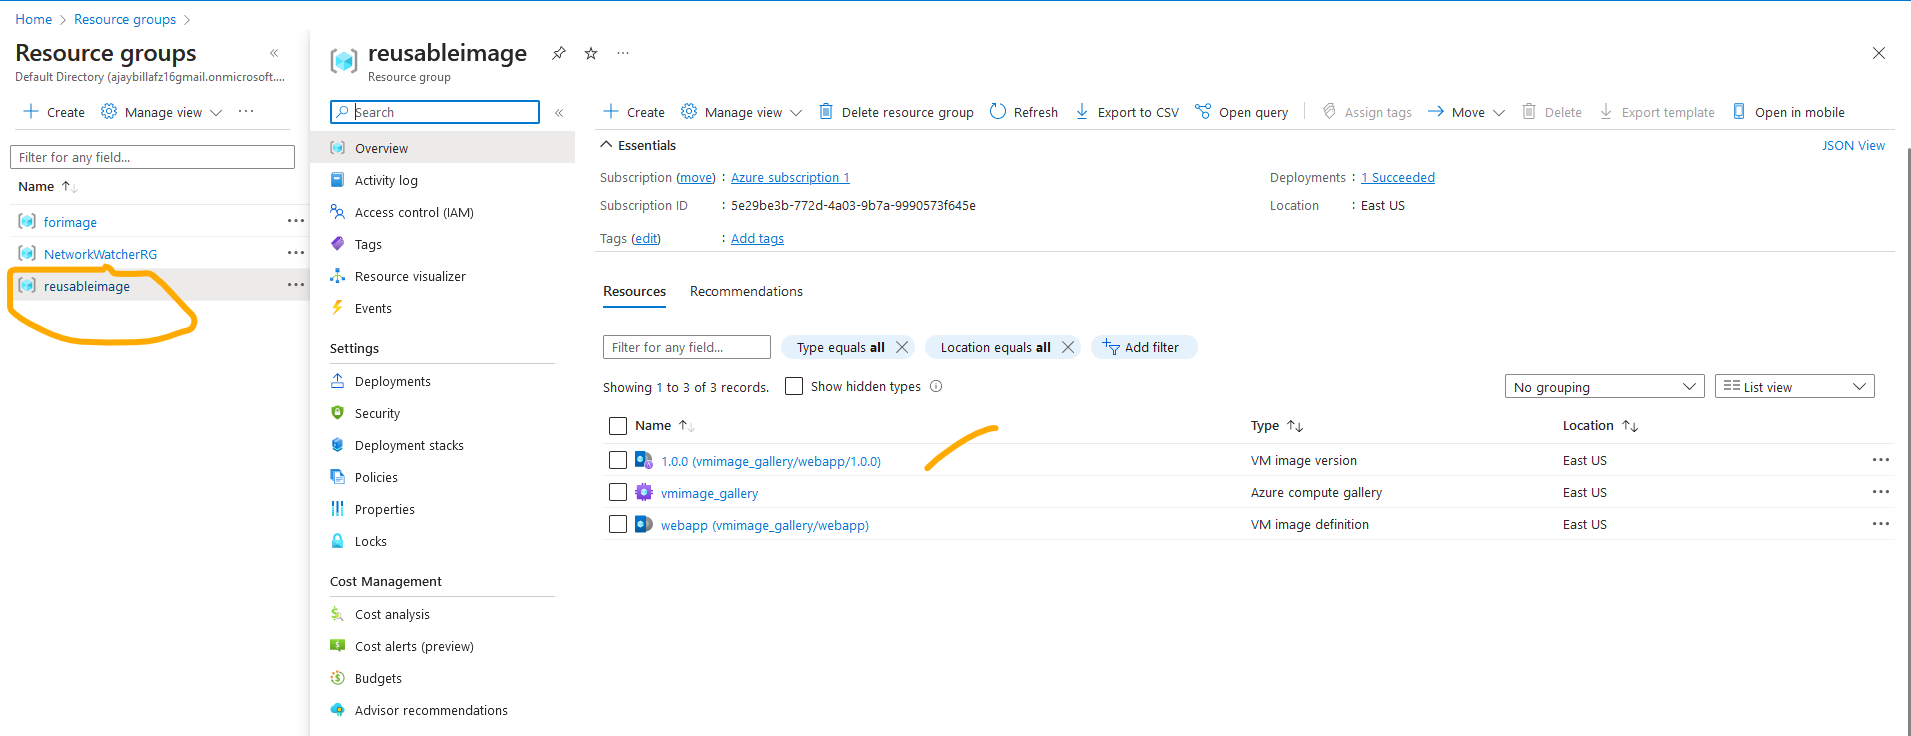 Home > Resource groups >
Resource groups «
Default Directory (ajaybillafz16gmail.onmicrosoft....
Create Manage view ...
Filter for any field...
Name ↑↓
forimage ...
NetworkWatcherRG ...
reusableimage ...
reusableimage ...
Resource group
Search «
Overview
Activity log
Access control (IAM)
Tags
Resource visualizer
Events
Settings
Deployments
Security
Deployment stacks
Policies
Properties
Locks
Cost Management
Cost analysis
Cost alerts (preview)
Budgets
Advisor recommendations
Create Manage view Delete resource group Refresh Export to CSV Open query Assign tags Move Delete Export template Open in mobile
Essentials JSON View
Subscription (move) : Azure subscription 1 Deployments : 1 Succeeded
Subscription ID : 5e29be3b-772d-4a03-9b7a-9990573f645e Location : East US
Tags (edit) : Add tags
Resources Recommendations
Filter for any field... Type equals all Location equals all Add filter
Showing 1 to 3 of 3 records. Show hidden types No grouping List view
Name ↑↓ Type ↑↓ Location ↑↓
1.0.0 (vmimage_gallery/webapp/1.0.0) VM image version East US ...
vmimage_gallery Azure compute gallery East US ...
webapp (vmimage_gallery/webapp) VM image definition East US ...